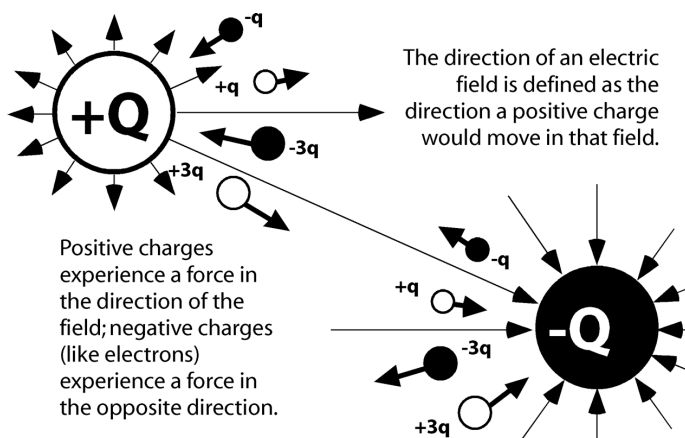 -q
The direction of an electric
field is defined as the
direction a positive charge
would move in that field.
+q
+Q
-3q
+3q
Positive charges
experience a force in
the direction of the
field; negative charges
(like electrons)
experience a force in
the opposite direction.
-q
+q
-Q
-3q
+3q